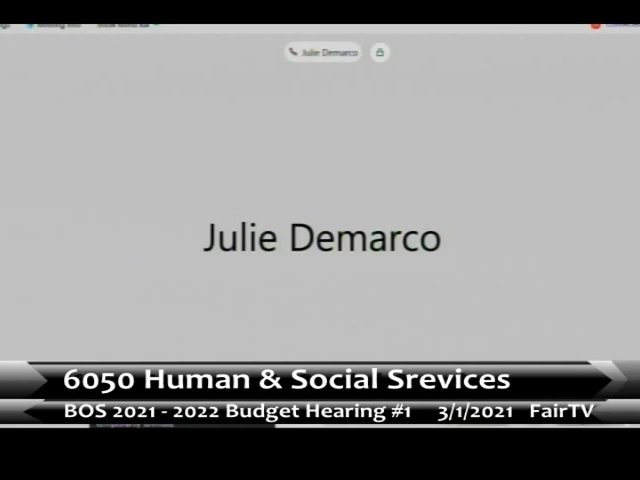 Julie Demarco
Julie Demarco
6050 Human & Social Srevices
BOS 2021 - 2022 Budget Hearing #1 3/1/2021 FairTV